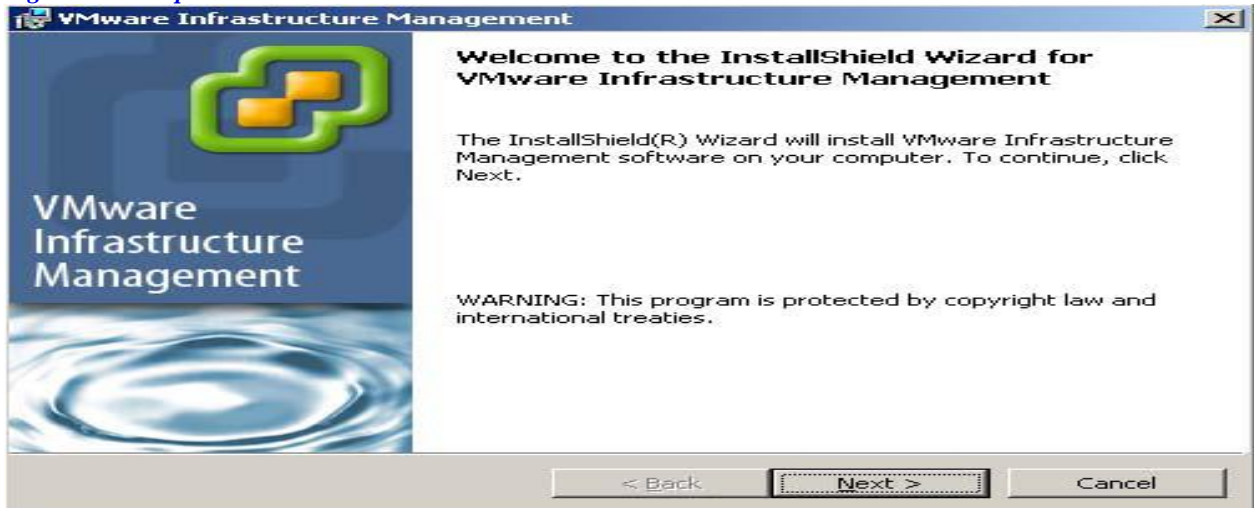 VMware Infrastructure Management
Welcome to the InstallShield Wizard for
VMware Infrastructure Management
The InstallShield(R) Wizard will install VMware Infrastructure
Management software on your computer. To continue, click
Next.
VMware
Infrastructure
Management
WARNING: This program is protected by copyright law and
international treaties.
< Back
Next >
Cancel